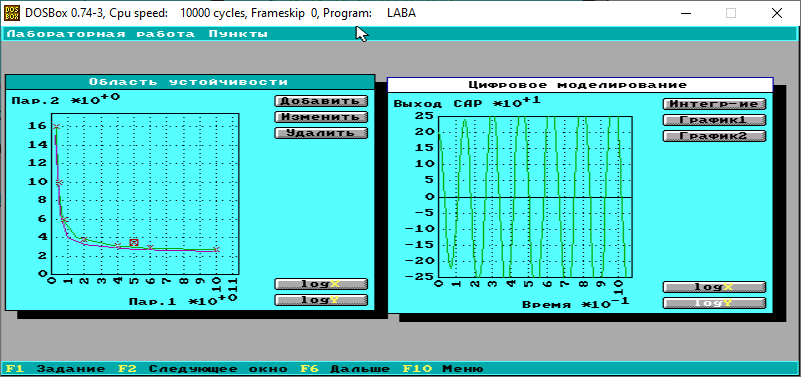 DOS BOX DOSBox 0.74-3, Cpu speed: 10000 cycles, Frameskip 0, Program: LABA
Лабораторная работа Пункты
Область устойчивости
Пар.2 *10+0
Добавить
Изменить
Удалить
16
14
12
10
8
6
4
2
0
0 1 2 3 4 5 6 7 8 9 10 11
Пар.1 *10+0
logX
logY
Цифровое моделирование
Выход САР *10+1
Интегр-ие
График1
График2
25
20
15
10
5
0
-5
-10
-15
-20
-25
0 1 2 3 4 5 6 7 8 9 10
Время *10-1
logX
logY
F1 Задание F2 Следующее окно F6 Дальше F10 Меню